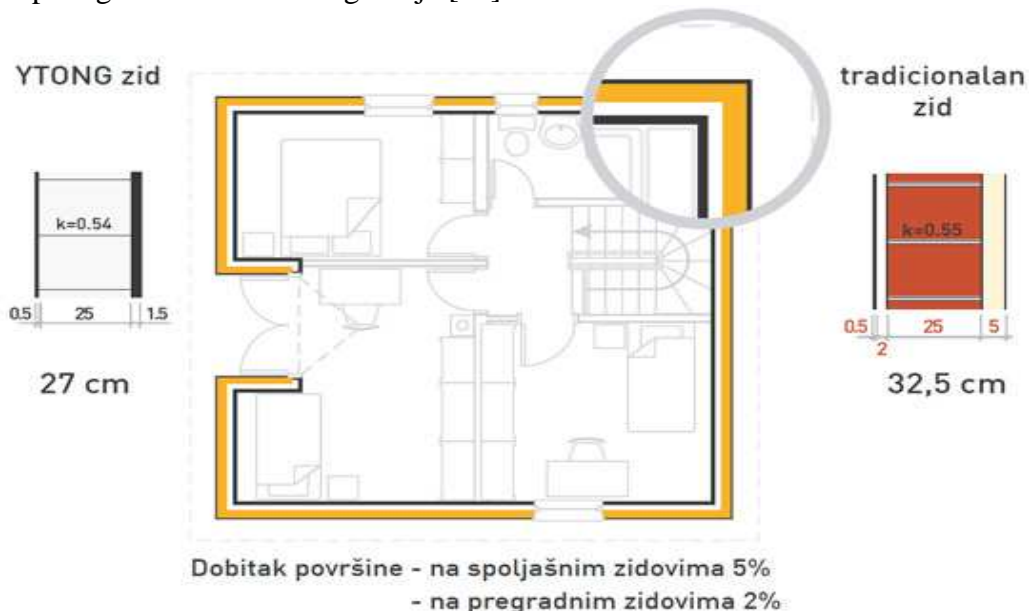 YTONG zid
k=0.54
0.5 25 1.5
27 cm
tradicionalan
zid
k=0.55
0.5 2 25 5
32,5 cm
Dobitak površine - na spoljašnim zidovima 5%
- na pregradnim zidovima 2%